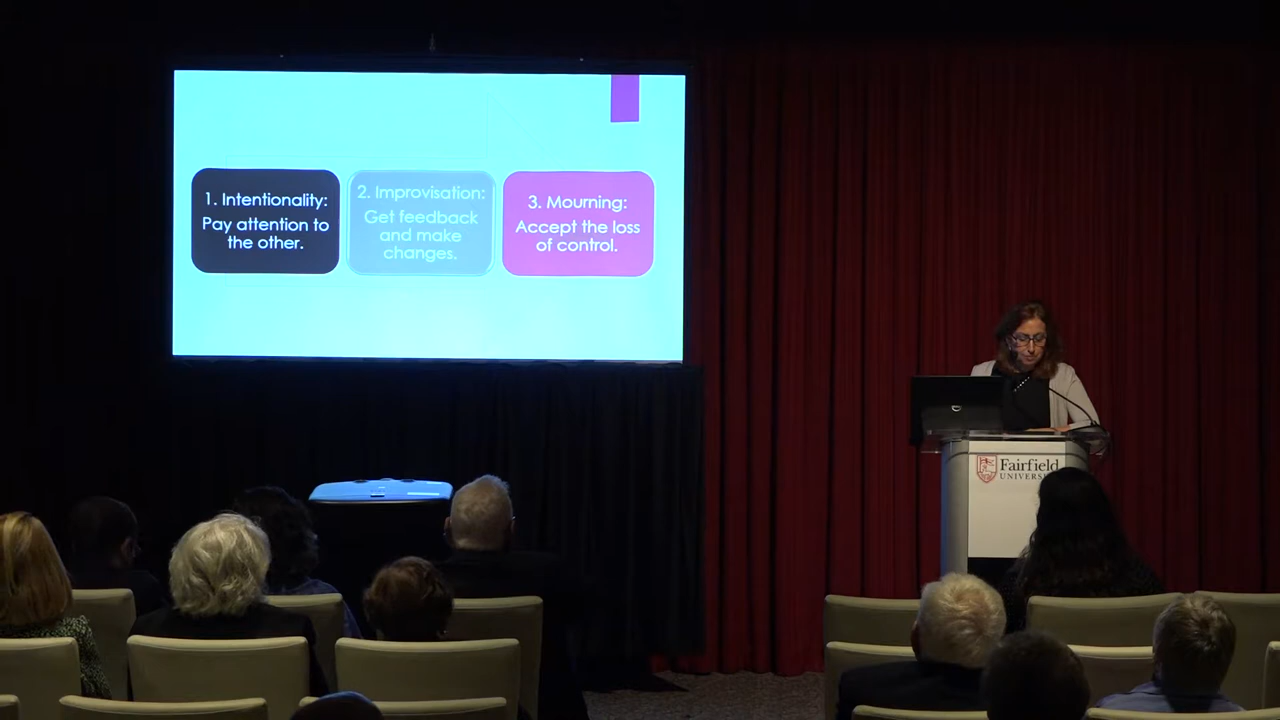 1. Intentionality:
Pay attention to
the other.
2. Improvisation:
Get feedback
and make
changes.
3. Mourning:
Accept the loss
of control.
Fairfield